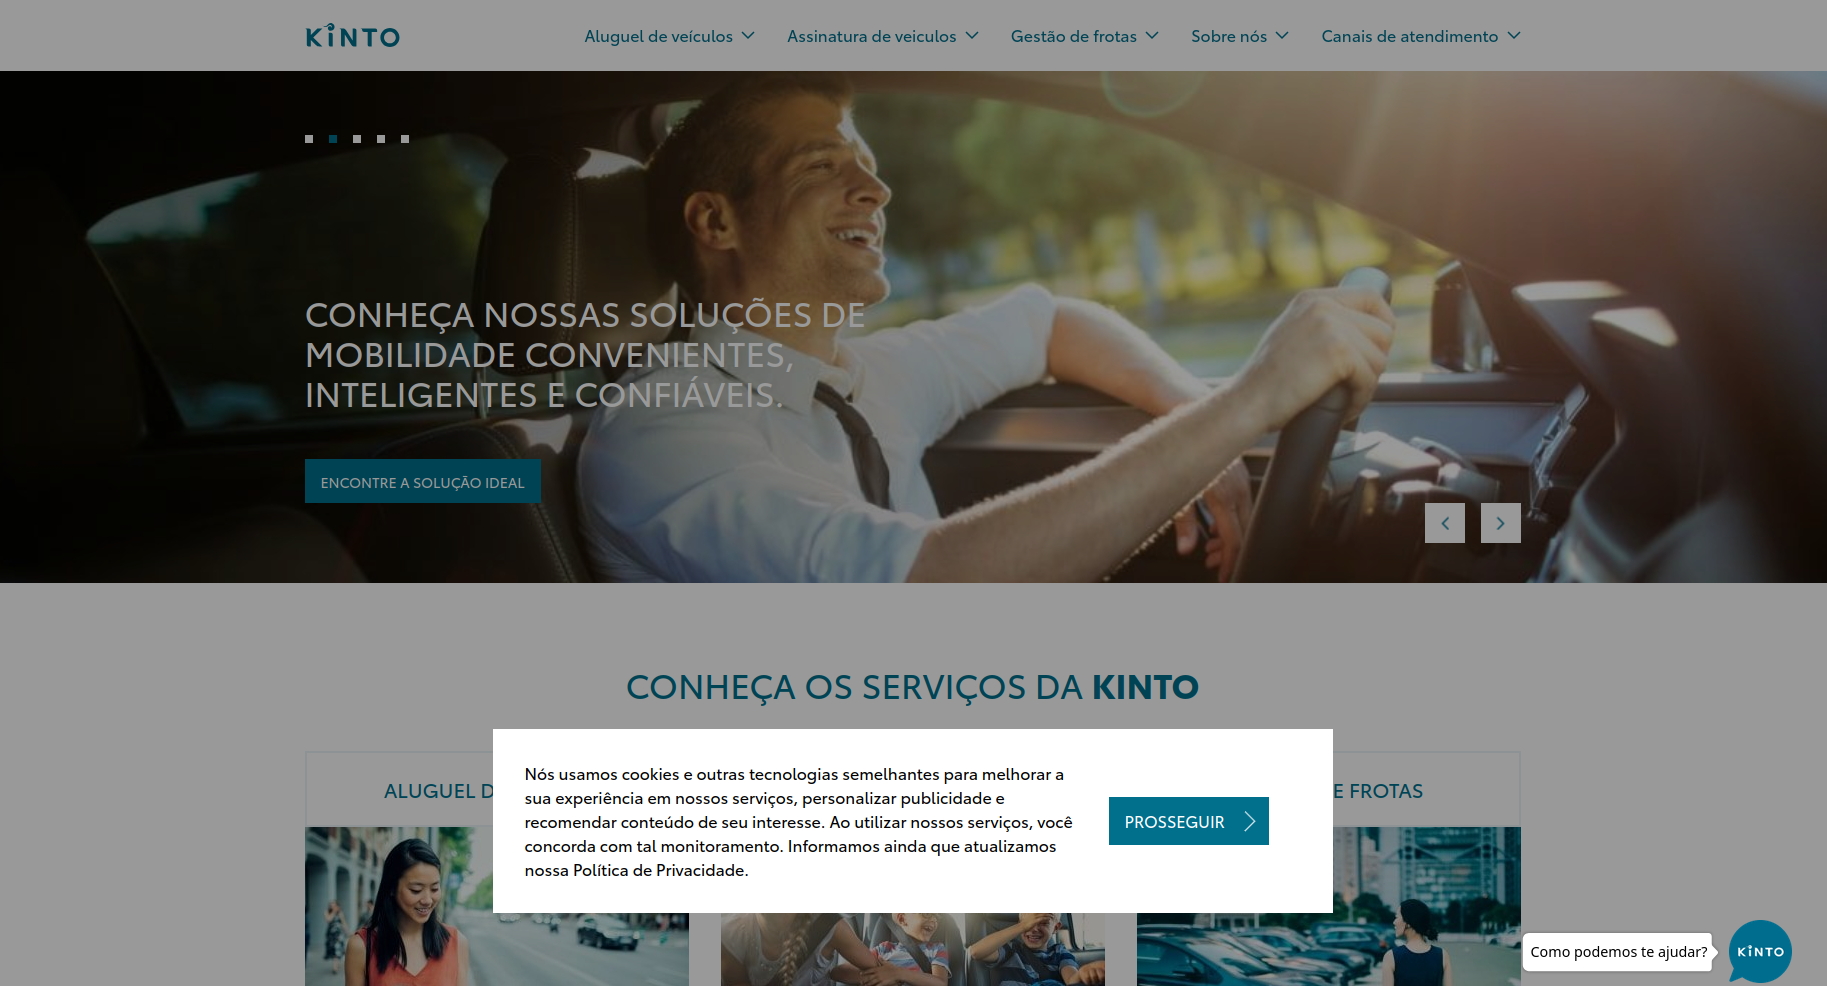 KINTO
Aluguel de veículos
Assinatura de veiculos
Gestão de frotas
Sobre nós
Canais de atendimento
CONHEÇA NOSSAS SOLUÇÕES DE
MOBILIDADE CONVENIENTES,
INTELIGENTES E CONFIÁVEIS.
ENCONTRE A SOLUÇÃO IDEAL
CONHEÇA OS SERVIÇOS DA KINTO
ALUGUEL D
E FROTAS
Nós usamos cookies e outras tecnologias semelhantes para melhorar a
sua experiência em nossos serviços, personalizar publicidade e
recomendar conteúdo de seu interesse. Ao utilizar nossos serviços, você
concorda com tal monitoramento. Informamos ainda que atualizamos
nossa Política de Privacidade.
PROSSEGUIR
Como podemos te ajudar?
KINTO